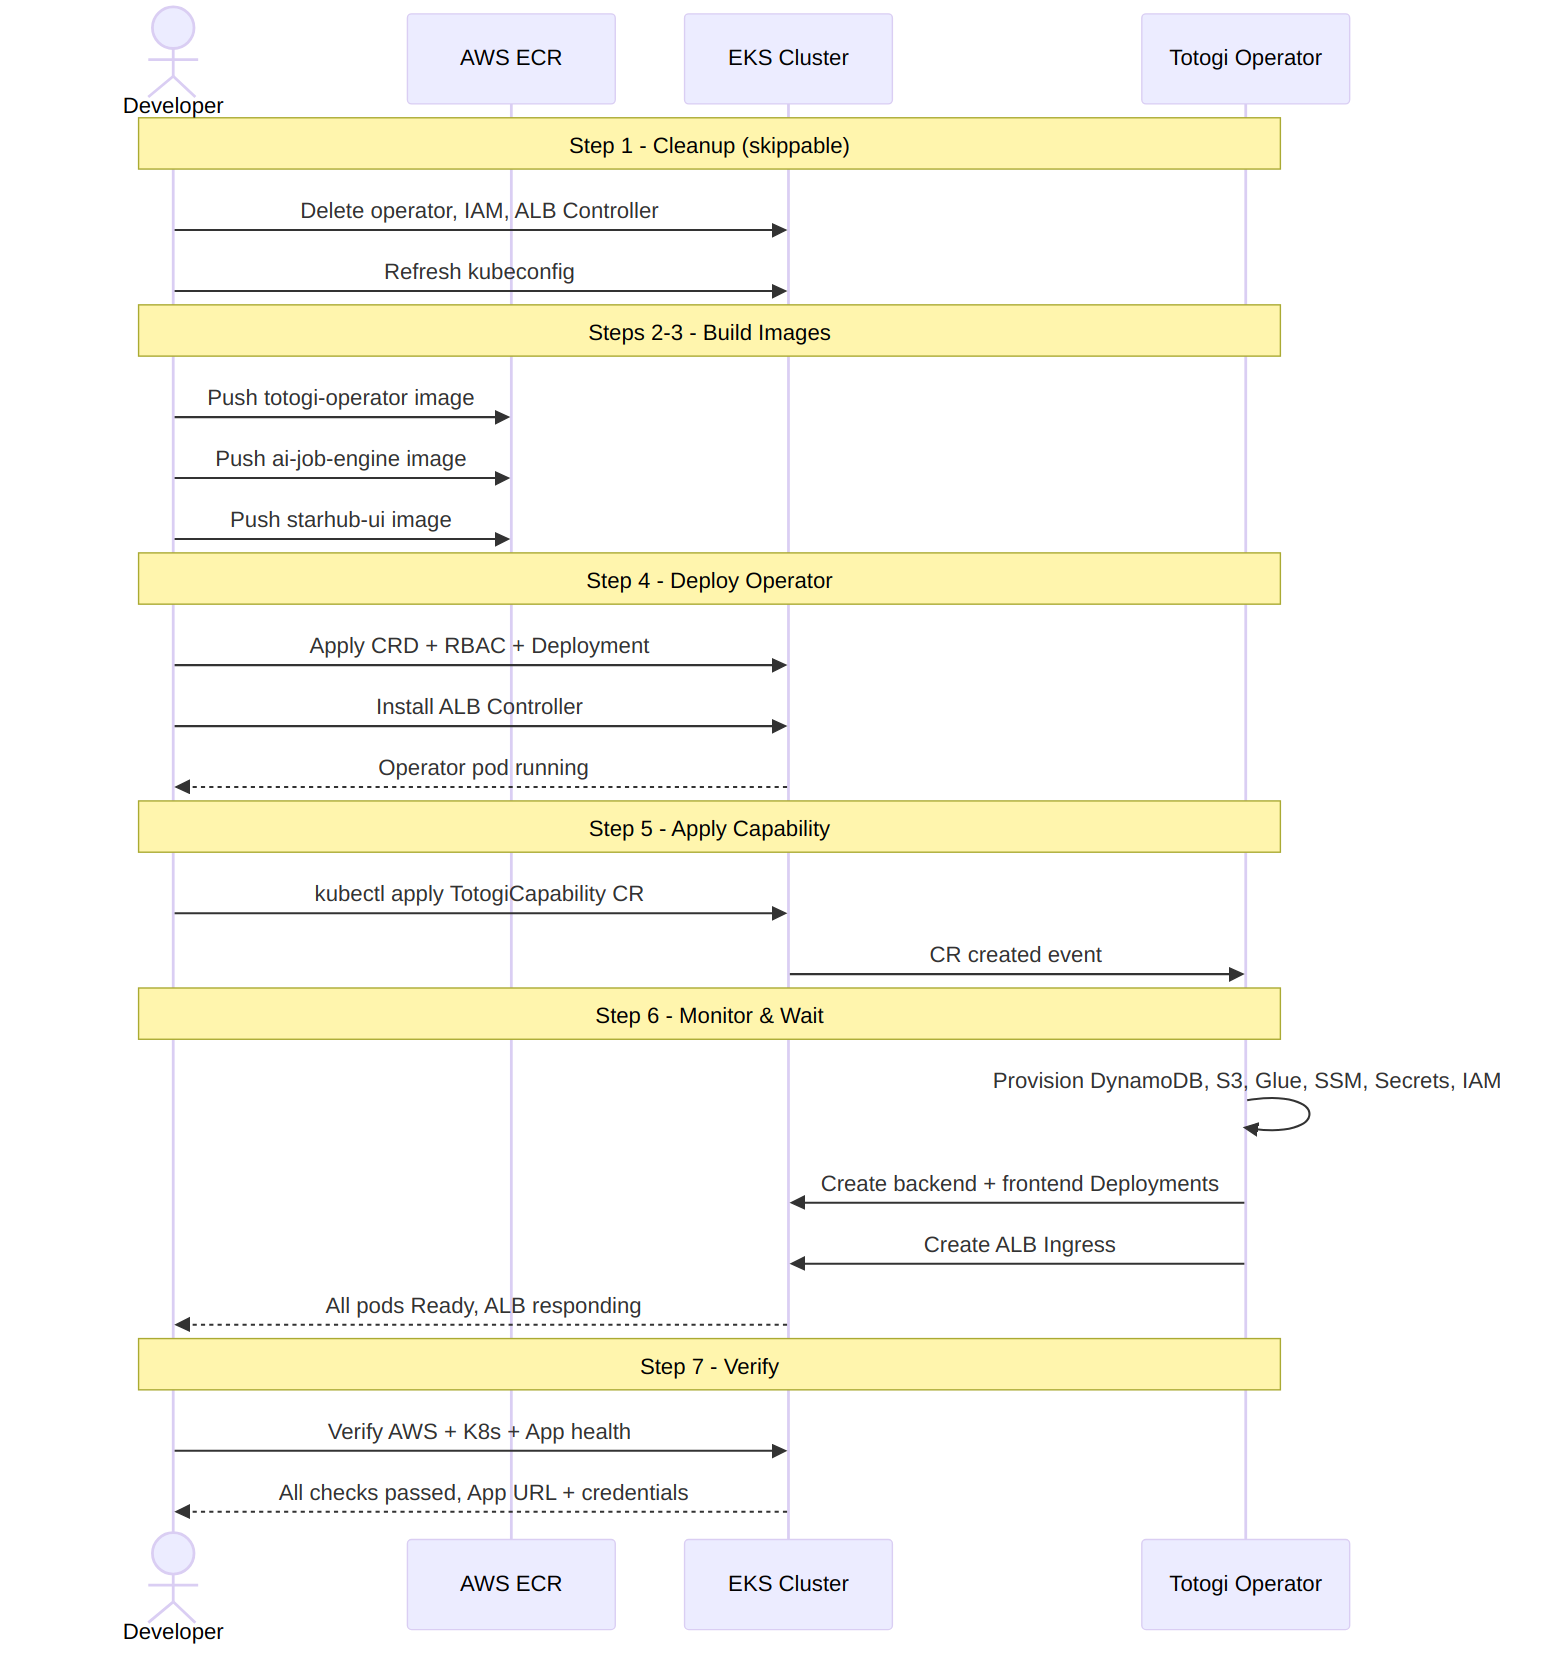 Developer
AWS ECR
EKS Cluster
Totogi Operator
Step 1 - Cleanup (skippable)
Delete operator, IAM, ALB Controller
Refresh kubeconfig
Steps 2-3 - Build Images
Push totogi-operator image
Push ai-job-engine image
Push starhub-ui image
Step 4 - Deploy Operator
Apply CRD + RBAC + Deployment
Install ALB Controller
Operator pod running
Step 5 - Apply Capability
kubectl apply TotogiCapability CR
CR created event
Step 6 - Monitor & Wait
Provision DynamoDB, S3, Glue, SSM, Secrets, IAM
Create backend + frontend Deployments
Create ALB Ingress
All pods Ready, ALB responding
Step 7 - Verify
Verify AWS + K8s + App health
All checks passed, App URL + credentials
Developer
AWS ECR
EKS Cluster
Totogi Operator